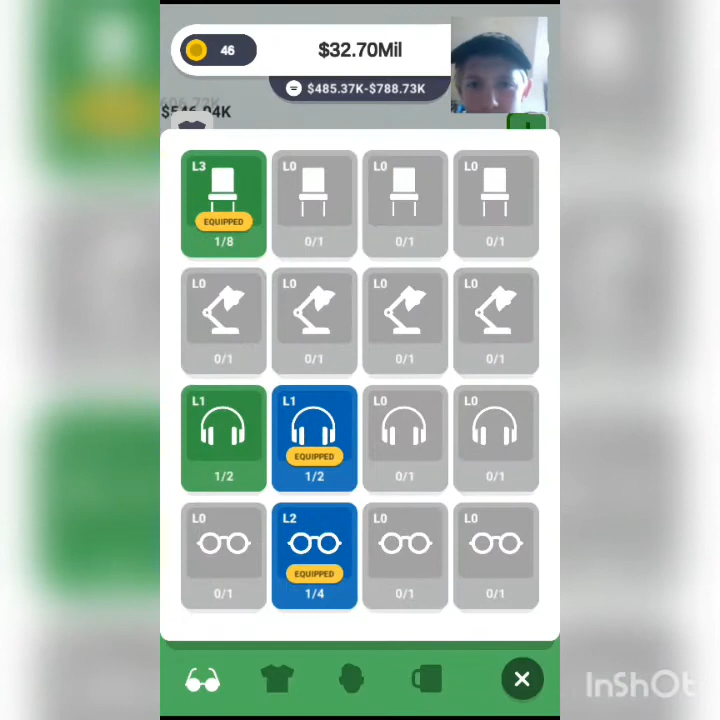 46
$32.70Mil
$485.37K-$788.73K
$546.04K
L3
L0
L0
L0
EQUIPPED
1/8
0/1
0/1
0/1
L0
L0
L0
L0
0/1
0/1
0/1
0/1
L1
L1
L0
L0
EQUIPPED
1/2
1/2
0/1
0/1
L0
L2
L0
L0
EQUIPPED
0/1
1/4
0/1
0/1
InShOt